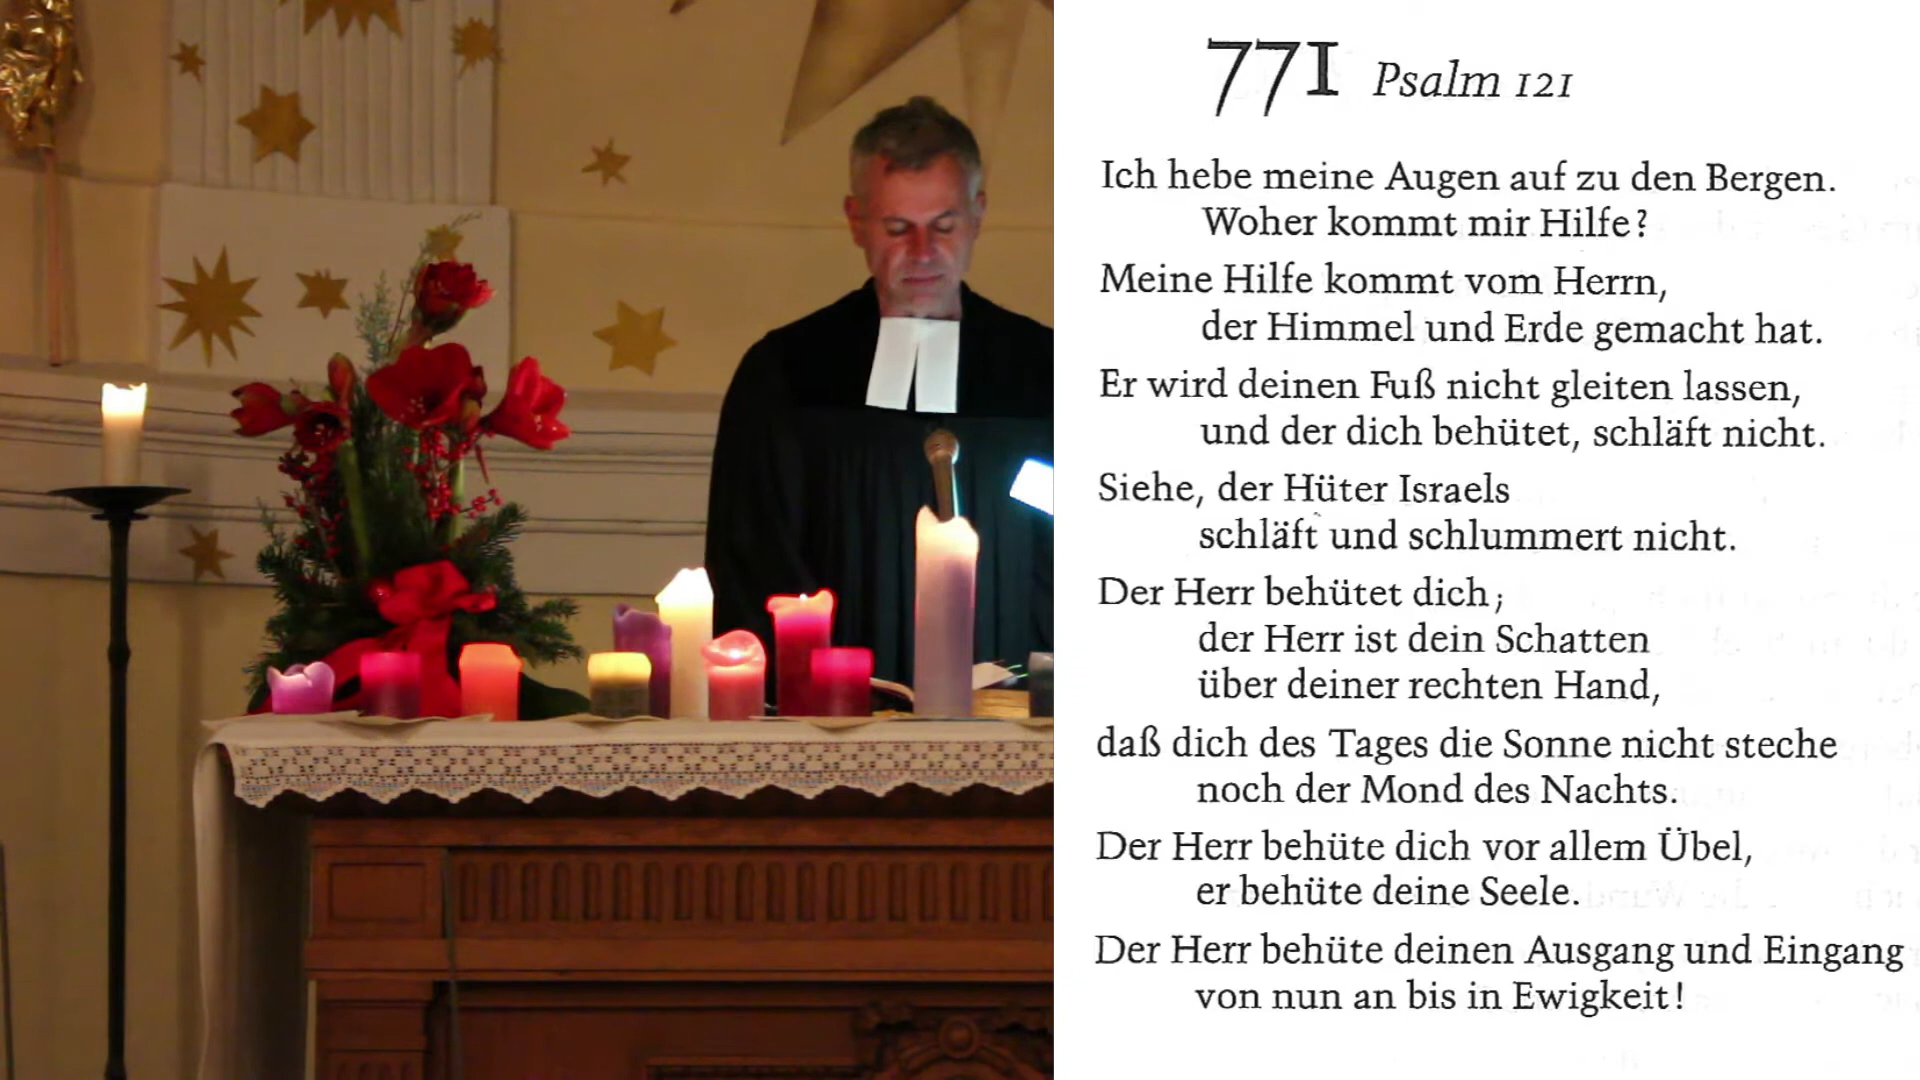 771 Psalm 121
Ich hebe meine Augen auf zu den Bergen.
Woher kommt mir Hilfe?
Meine Hilfe kommt vom Herrn,
der Himmel und Erde gemacht hat.
Er wird deinen Fuß nicht gleiten lassen,
und der dich behütet, schläft nicht.
Siehe, der Hüter Israels
schläft und schlummert nicht.
Der Herr behütet dich;
der Herr ist dein Schatten
über deiner rechten Hand,
daß dich des Tages die Sonne nicht steche
noch der Mond des Nachts.
Der Herr behüte dich vor allem Übel,
er behüte deine Seele.
Der Herr behüte deinen Ausgang und Eingang
von nun an bis in Ewigkeit!